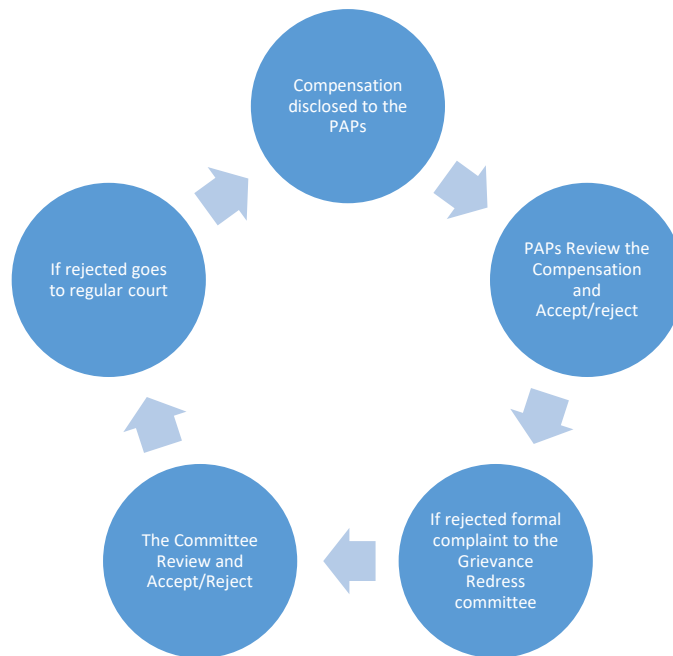 Compensation
disclosed to the
PAPs
PAPs Review the
Compensation
and
Accept/reject
If rejected formal
complaint to the
Grievance
Redress
committee
The Committee
Review and
Accept/Reject
If rejected goes
to regular court